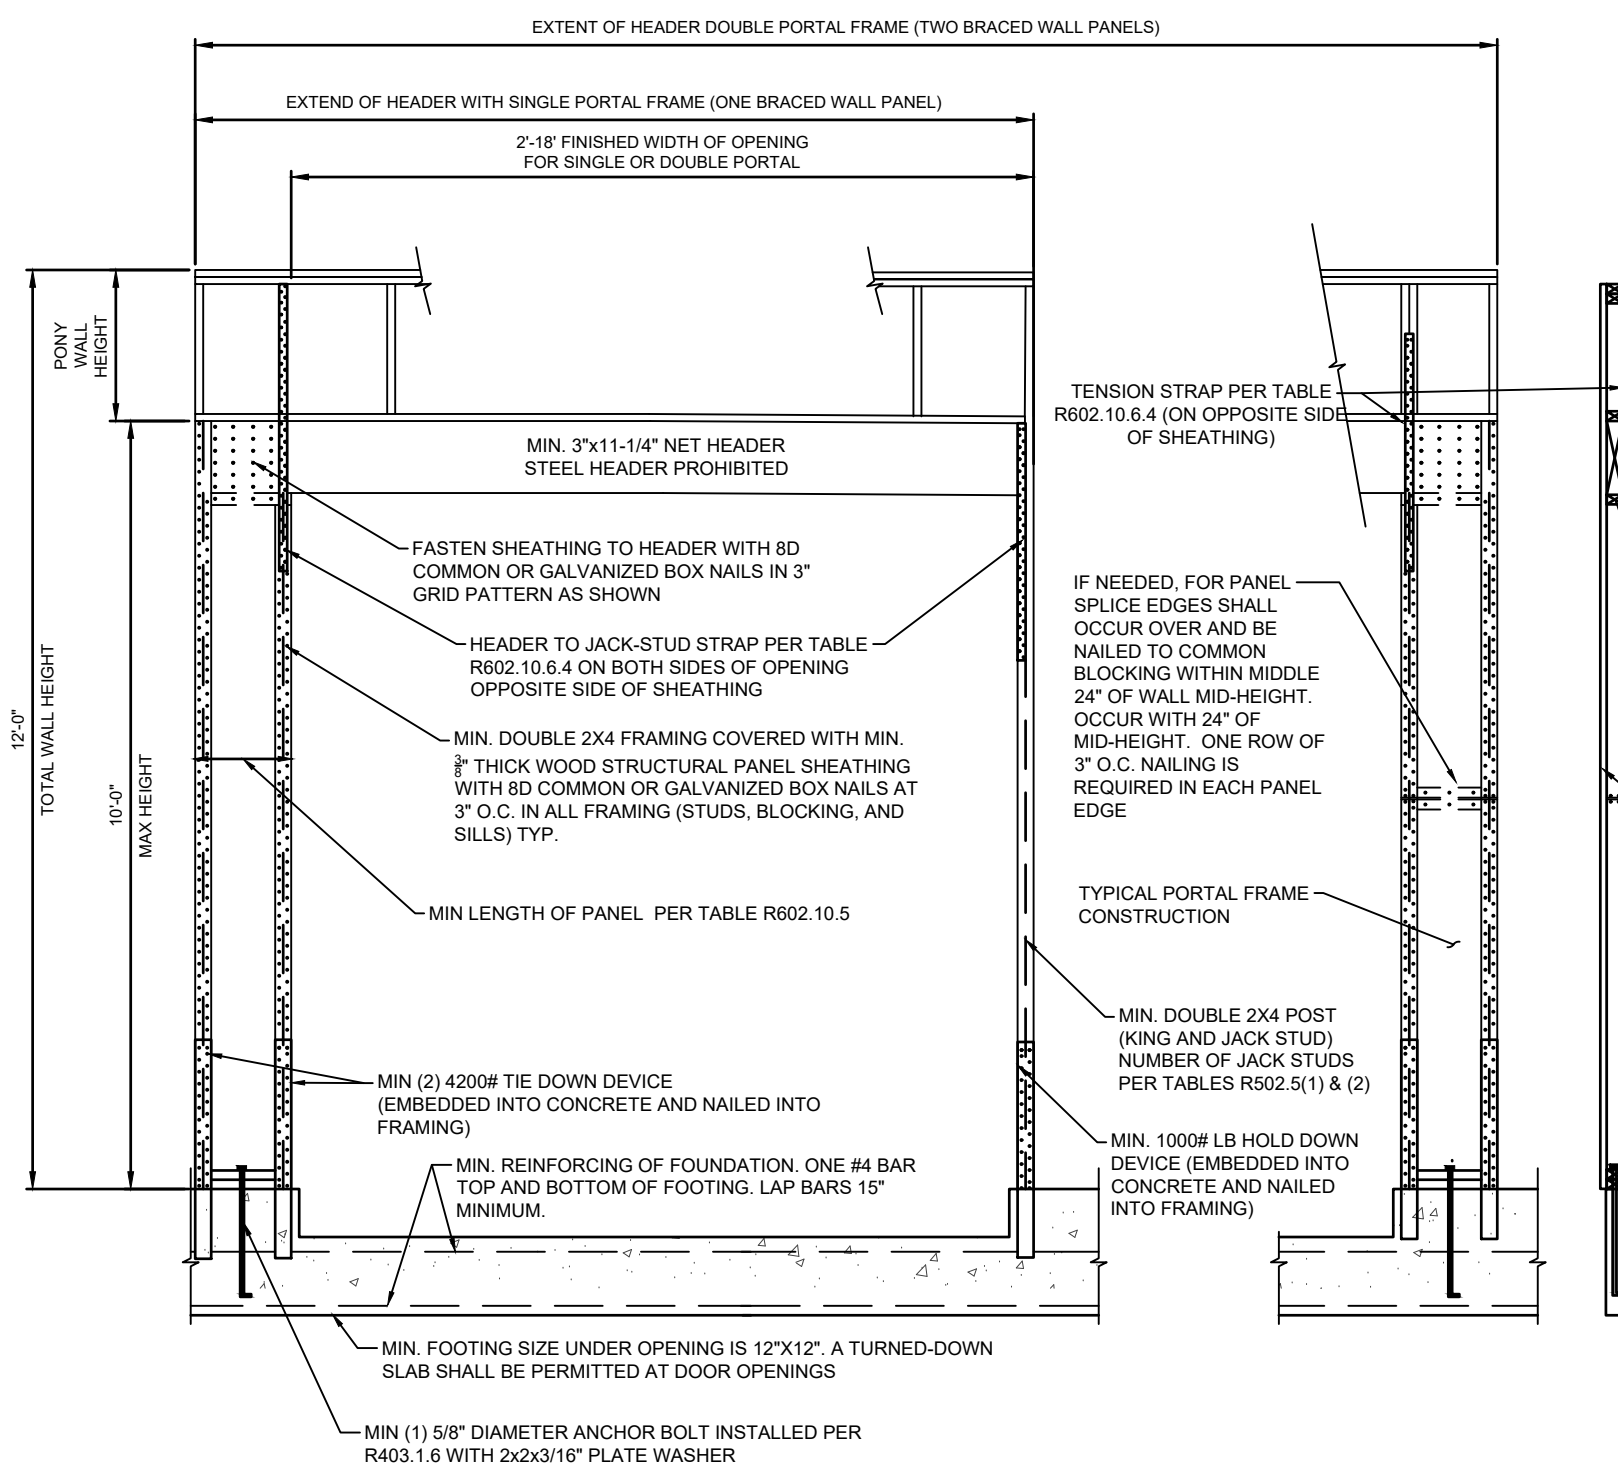 EXTENT OF HEADER DOUBLE PORTAL FRAME (TWO BRACED WALL PANELS)
EXTEND OF HEADER WITH SINGLE PORTAL FRAME (ONE BRACED WALL PANEL)
2'-18' FINISHED WIDTH OF OPENING
FOR SINGLE OR DOUBLE PORTAL
PONY
WALL
HEIGHT
12'-0"
TOTAL WALL HEIGHT
10'-0"
MAX HEIGHT
MIN. 3"x11-1/4" NET HEADER
STEEL HEADER PROHIBITED
TENSION STRAP PER TABLE
R602.10.6.4 (ON OPPOSITE SIDE
OF SHEATHING)
FASTEN SHEATHING TO HEADER WITH 8D
COMMON OR GALVANIZED BOX NAILS IN 3"
GRID PATTERN AS SHOWN
HEADER TO JACK-STUD STRAP PER TABLE
R602.10.6.4 ON BOTH SIDES OF OPENING
OPPOSITE SIDE OF SHEATHING
IF NEEDED, FOR PANEL
SPLICE EDGES SHALL
OCCUR OVER AND BE
NAILED TO COMMON
BLOCKING WITHIN MIDDLE
24" OF WALL MID-HEIGHT.
OCCUR WITH 24" OF
MID-HEIGHT.  ONE ROW OF
3" O.C. NAILING IS
REQUIRED IN EACH PANEL
EDGE
MIN. DOUBLE 2X4 FRAMING COVERED WITH MIN.
3/8" THICK WOOD STRUCTURAL PANEL SHEATHING
WITH 8D COMMON OR GALVANIZED BOX NAILS AT
3" O.C. IN ALL FRAMING (STUDS, BLOCKING, AND
SILLS) TYP.
MIN LENGTH OF PANEL  PER TABLE R602.10.5
TYPICAL PORTAL FRAME
CONSTRUCTION
MIN. DOUBLE 2X4 POST
(KING AND JACK STUD)
NUMBER OF JACK STUDS
PER TABLES R502.5(1) & (2)
MIN (2) 4200# TIE DOWN DEVICE
(EMBEDDED INTO CONCRETE AND NAILED INTO
FRAMING)
MIN. 1000# LB HOLD DOWN
DEVICE (EMBEDDED INTO
CONCRETE AND NAILED
INTO FRAMING)
MIN. REINFORCING OF FOUNDATION. ONE #4 BAR
TOP AND BOTTOM OF FOOTING. LAP BARS 15"
MINIMUM.
MIN. FOOTING SIZE UNDER OPENING IS 12"X12". A TURNED-DOWN
SLAB SHALL BE PERMITTED AT DOOR OPENINGS
MIN (1) 5/8" DIAMETER ANCHOR BOLT INSTALLED PER
R403.1.6 WITH 2x2x3/16" PLATE WASHER